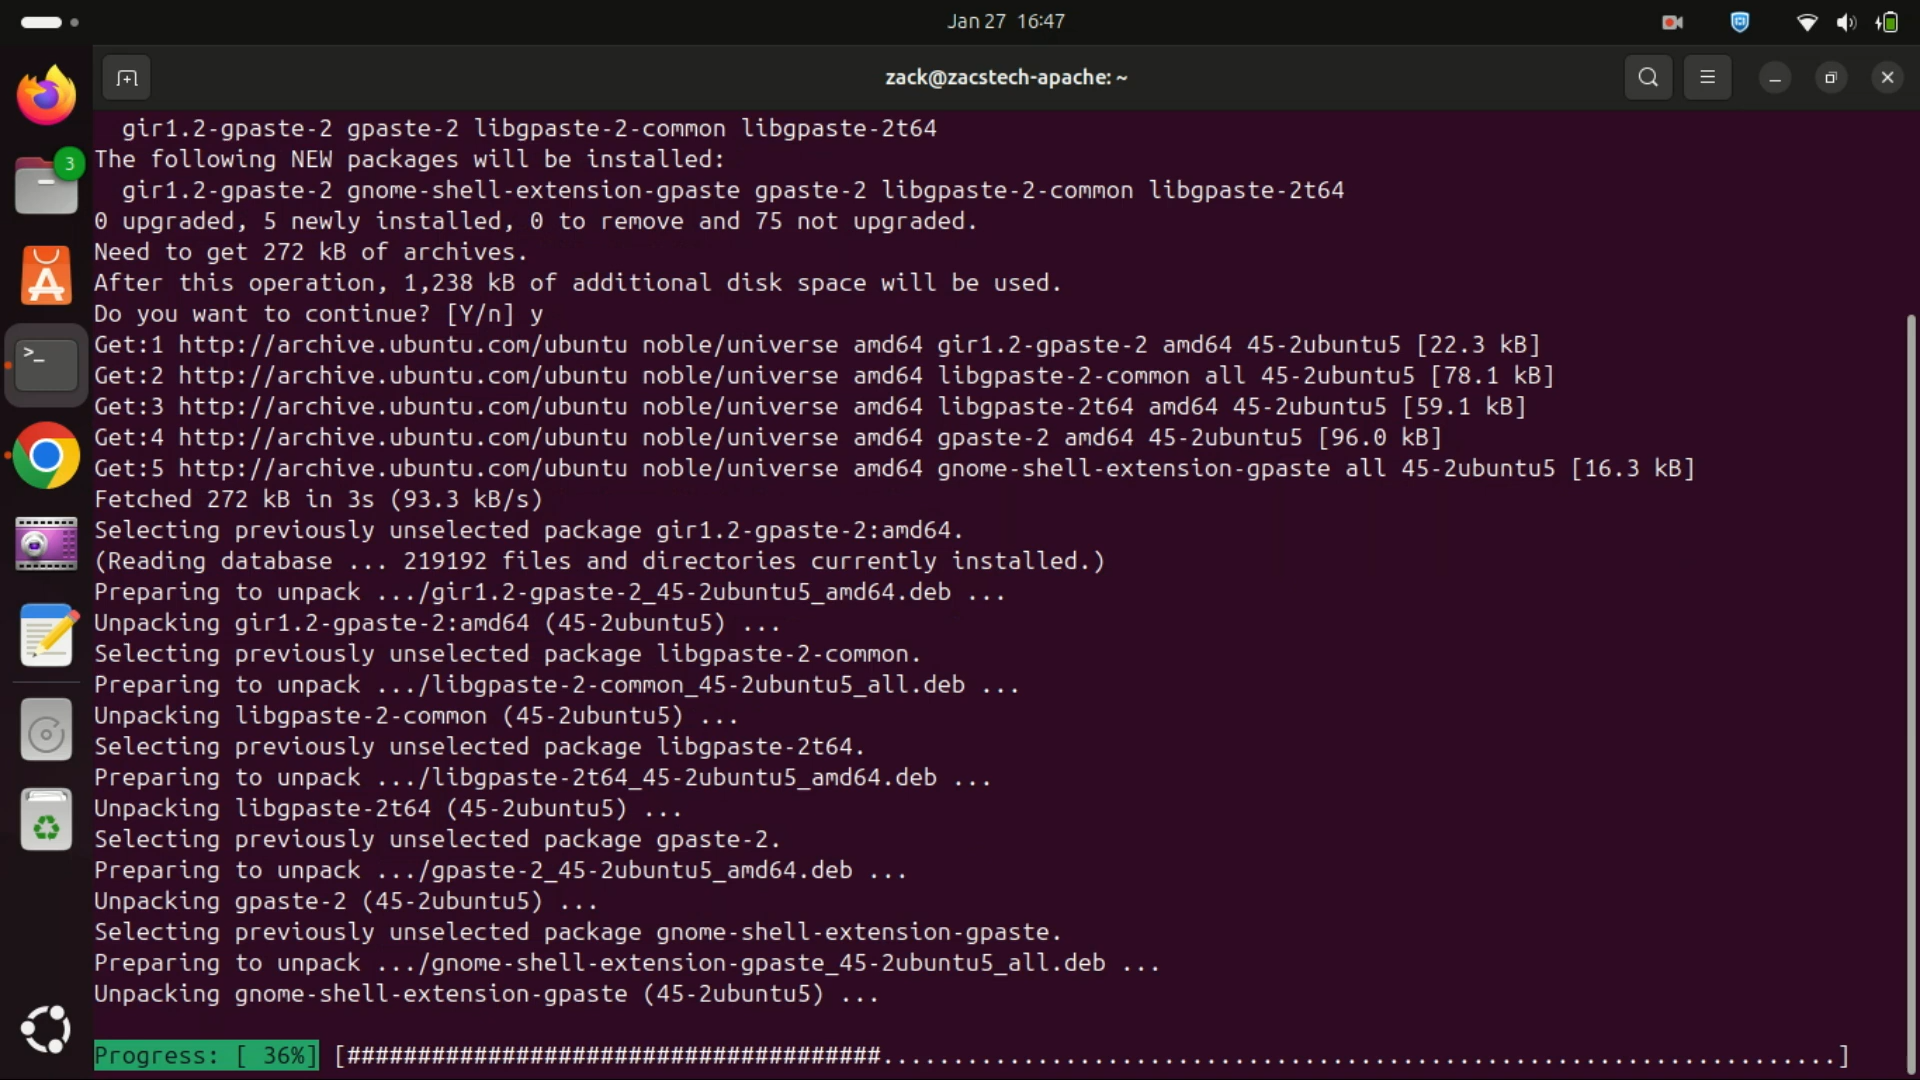 Jan 27 16:47
zack@zacstech-apache: ~
3
gir1.2-gpaste-2 gpaste-2 libgpaste-2-common libgpaste-2t64
The following NEW packages will be installed:
gir1.2-gpaste-2 gnome-shell-extension-gpaste gpaste-2 libgpaste-2-common libgpaste-2t64
0 upgraded, 5 newly installed, 0 to remove and 75 not upgraded.
Need to get 272 kB of archives.
After this operation, 1,238 kB of additional disk space will be used.
Do you want to continue? [Y/n] y
Get:1 http://archive.ubuntu.com/ubuntu noble/universe amd64 gir1.2-gpaste-2 amd64 45-2ubuntu5 [22.3 kB]
Get:2 http://archive.ubuntu.com/ubuntu noble/universe amd64 libgpaste-2-common all 45-2ubuntu5 [78.1 kB]
Get:3 http://archive.ubuntu.com/ubuntu noble/universe amd64 libgpaste-2t64 amd64 45-2ubuntu5 [59.1 kB]
Get:4 http://archive.ubuntu.com/ubuntu noble/universe amd64 gpaste-2 amd64 45-2ubuntu5 [96.0 kB]
Get:5 http://archive.ubuntu.com/ubuntu noble/universe amd64 gnome-shell-extension-gpaste all 45-2ubuntu5 [16.3 kB]
Fetched 272 kB in 3s (93.3 kB/s)
Selecting previously unselected package gir1.2-gpaste-2:amd64.
(Reading database ... 219192 files and directories currently installed.)
Preparing to unpack .../gir1.2-gpaste-2_45-2ubuntu5_amd64.deb ...
Unpacking gir1.2-gpaste-2:amd64 (45-2ubuntu5) ...
Selecting previously unselected package libgpaste-2-common.
Preparing to unpack .../libgpaste-2-common_45-2ubuntu5_all.deb ...
Unpacking libgpaste-2-common (45-2ubuntu5) ...
Selecting previously unselected package libgpaste-2t64.
Preparing to unpack .../libgpaste-2t64_45-2ubuntu5_amd64.deb ...
Unpacking libgpaste-2t64 (45-2ubuntu5) ...
Selecting previously unselected package gpaste-2.
Preparing to unpack .../gpaste-2_45-2ubuntu5_amd64.deb ...
Unpacking gpaste-2 (45-2ubuntu5) ...
Selecting previously unselected package gnome-shell-extension-gpaste.
Preparing to unpack .../gnome-shell-extension-gpaste_45-2ubuntu5_all.deb ...
Unpacking gnome-shell-extension-gpaste (45-2ubuntu5) ...
Progress: [ 36%] [######################################....................................................................]